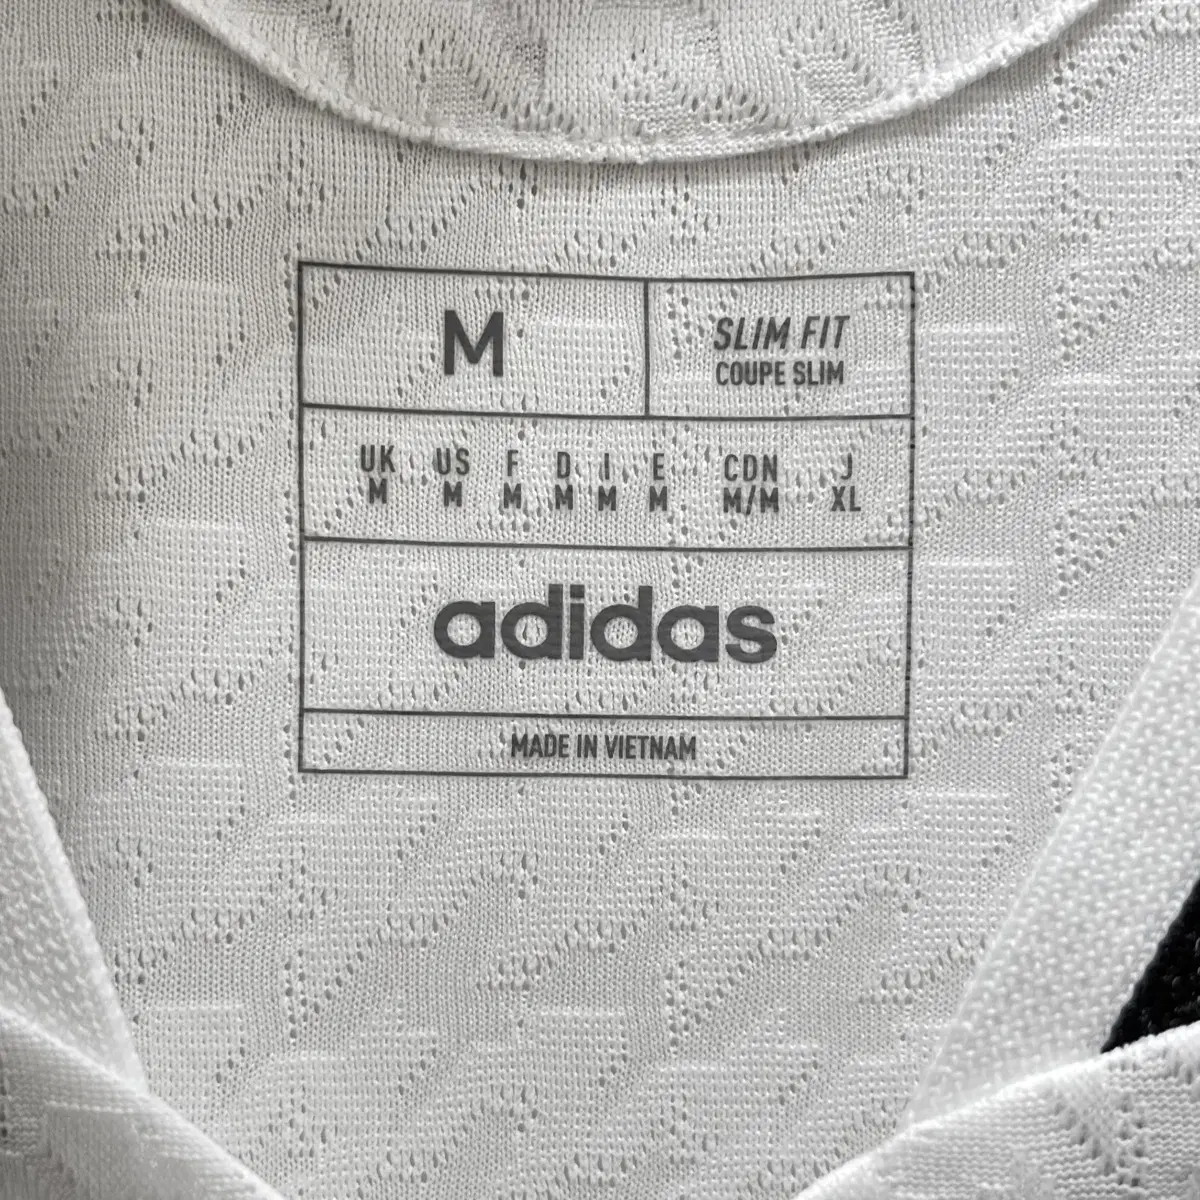 M
SLIM FIT
COUPE SLIM
UK US F D I E CDN J
M M M M M M M/M XL
adidas
MADE IN VIETNAM